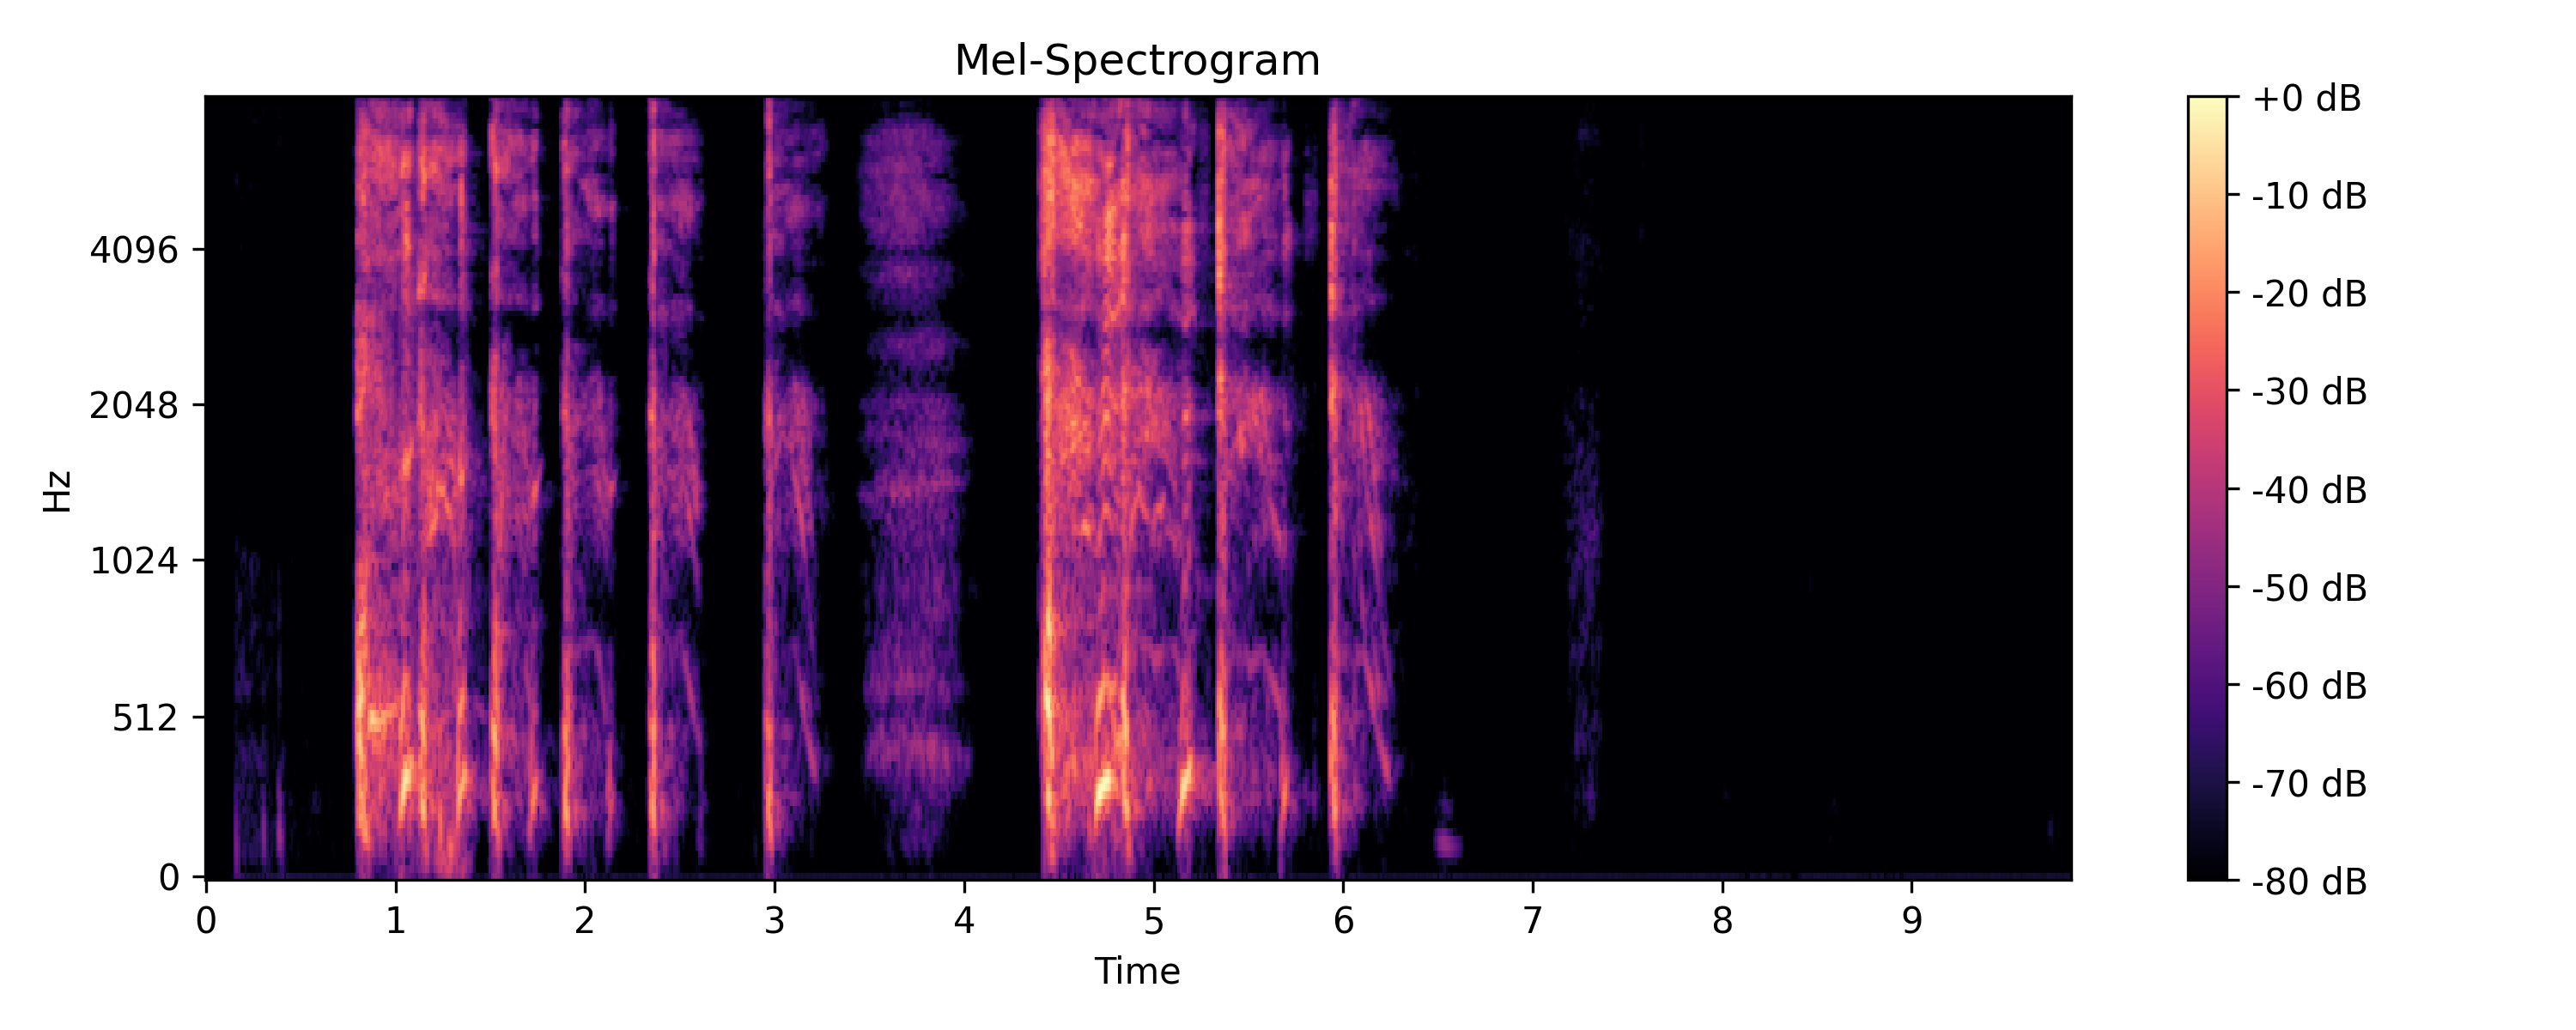 Mel-Spectrogram
+0 dB
-10 dB
-20 dB
-30 dB
-40 dB
-50 dB
-60 dB
-70 dB
-80 dB
4096
2048
1024
512
0
Hz
0 1 2 3 4 5 6 7 8 9
Time